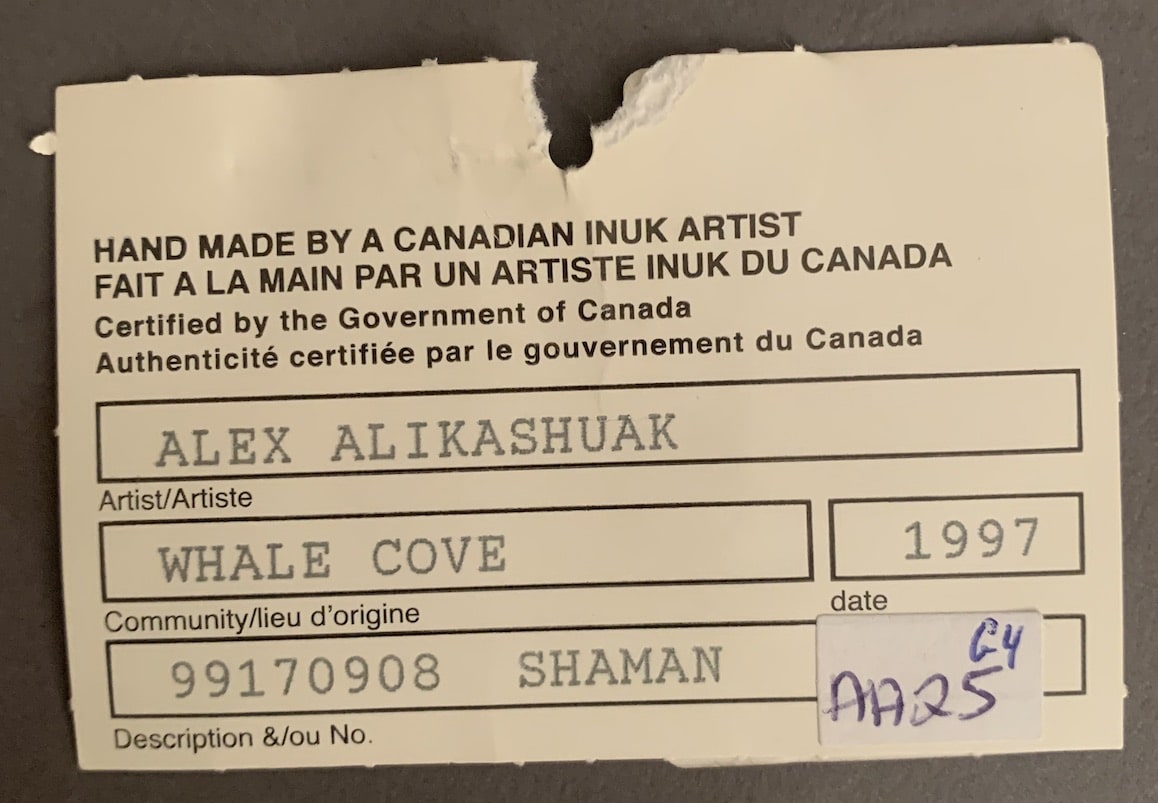 HAND MADE BY A CANADIAN INUK ARTIST
FAIT A LA MAIN PAR UN ARTISTE INUK DU CANADA
Certified by the Government of Canada
Authenticité certifiée par le gouvernement du Canada
ALEX ALIKASHUAK
Artist/Artiste
WHALE COVE
1997
Community/lieu d'origine
date
99170908 SHAMAN
G4
AA25
Description &/ou No.